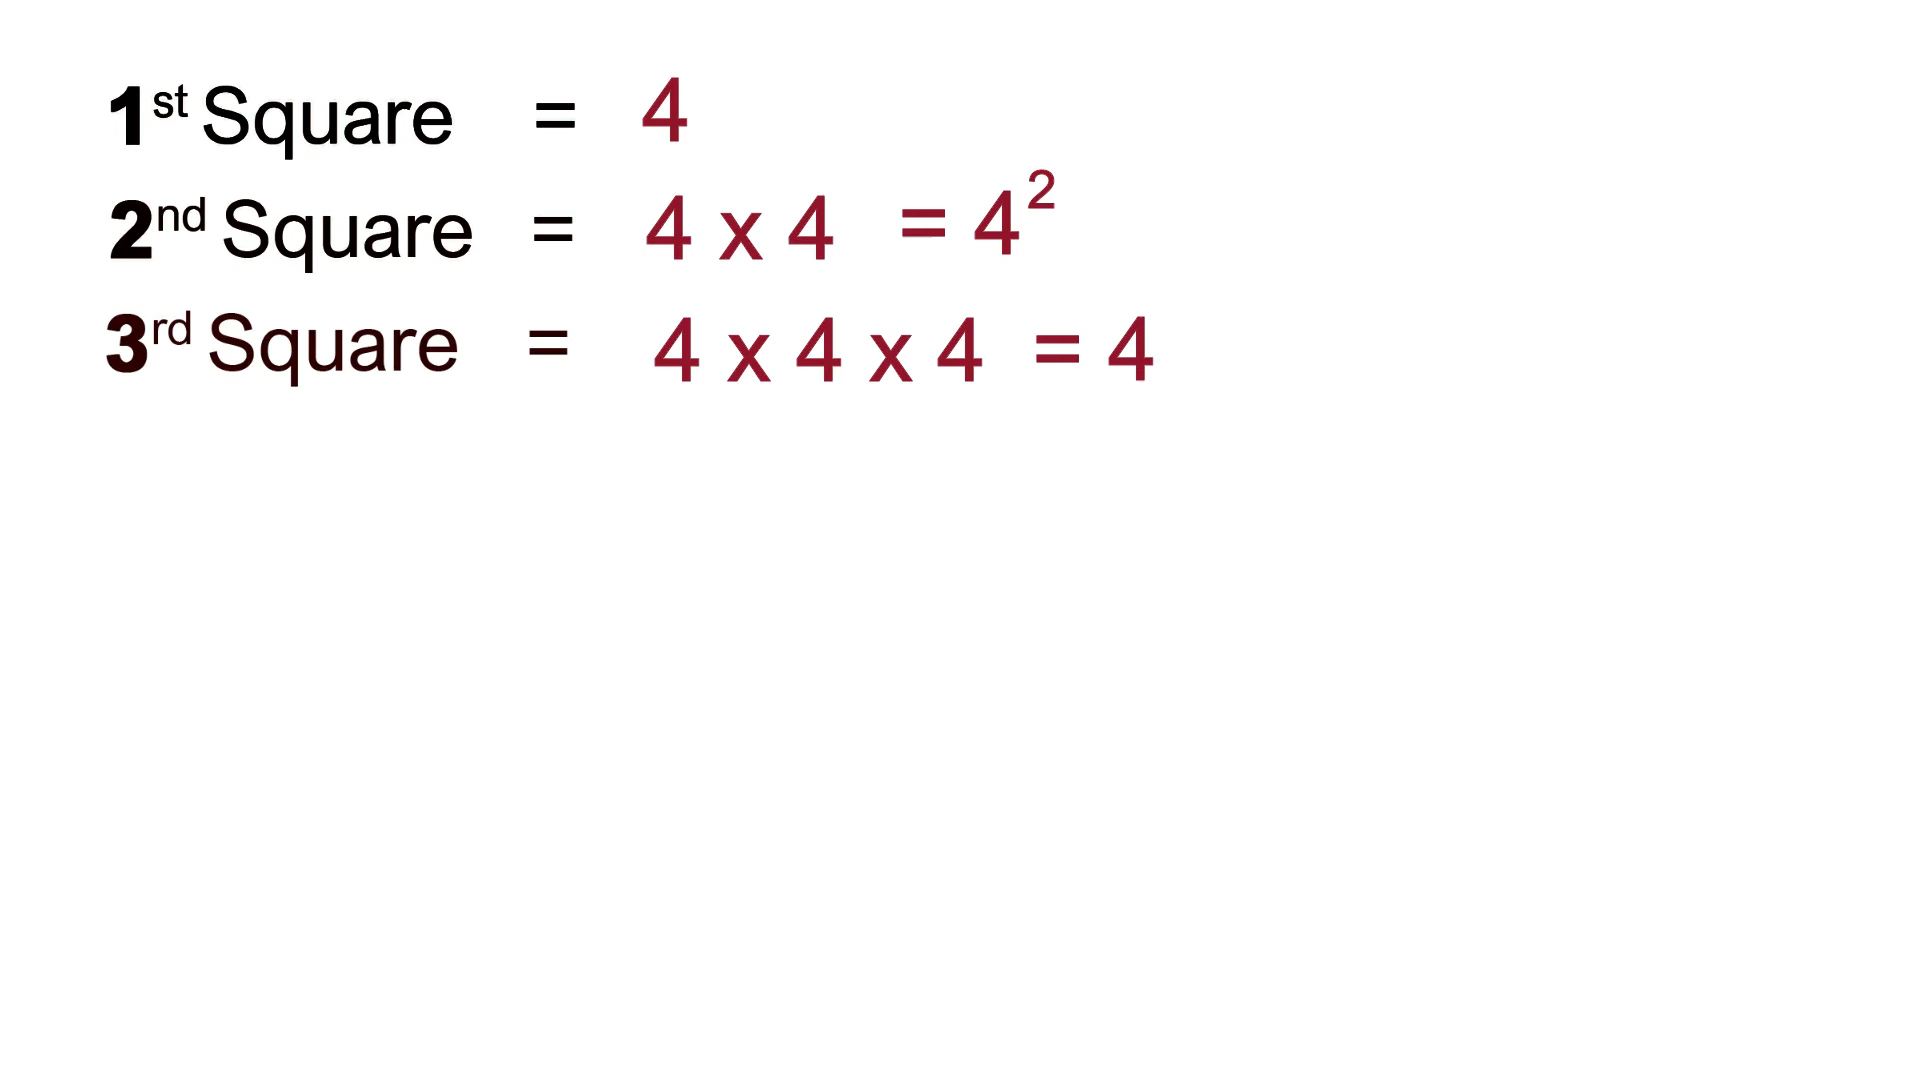 1st Square = 4
2nd Square = 4 x 4 = 4²
3rd Square = 4 x 4 x 4 = 4